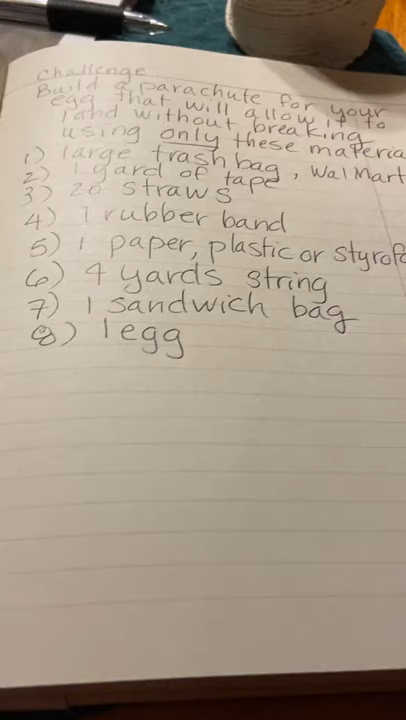 Challenge
Build a parachute for your
egg that will allow it to
land without breaking
using only these materia
1) large trash bag, WalMart
2) 1 yard of tape
3) 20 straws
4) 1 rubber band
5) 1 paper, plastic or styrofo
6) 4 yards string
7) 1 sandwich bag
8) 1 egg